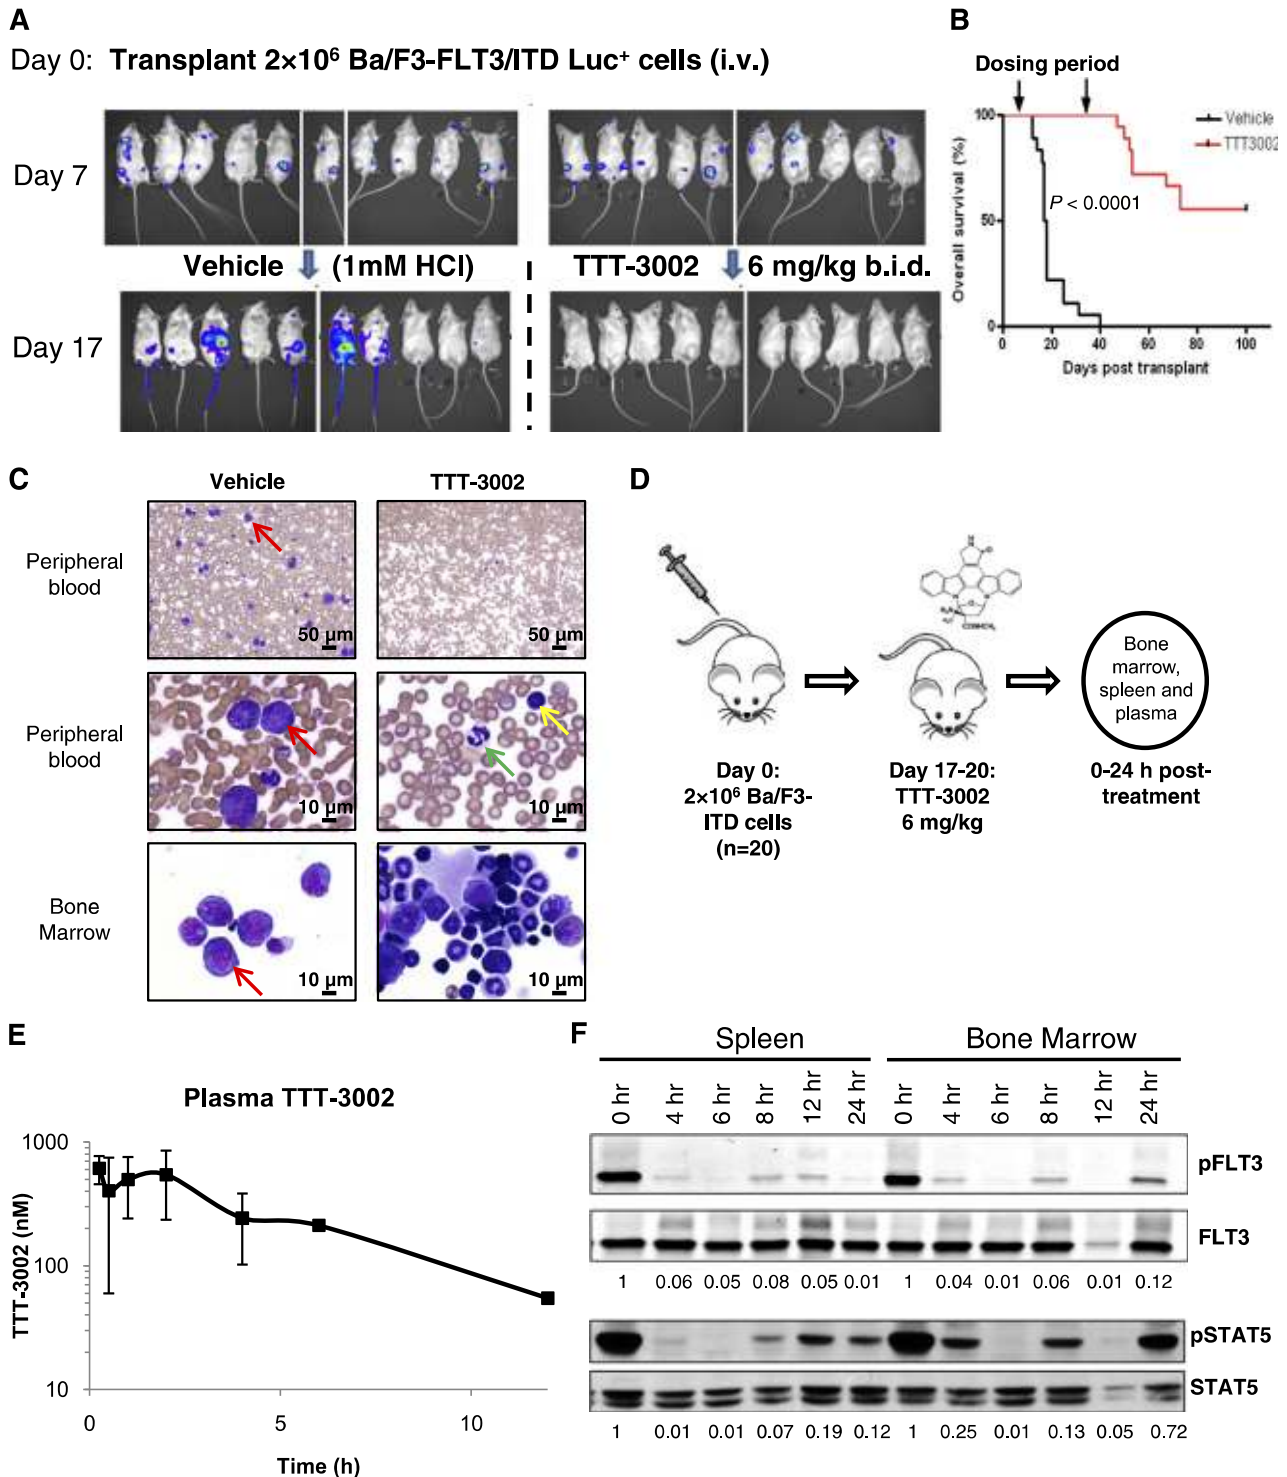 A
Day 0: Transplant 2×10⁶ Ba/F3-FLT3/ITD Luc⁺ cells (i.v.)
Day 7
Vehicle (1mM HCl)
TTT-3002 6 mg/kg b.i.d.
Day 17
B
Dosing period
Overall survival (%)
100
50
0
Vehicle
TTT3002
P < 0.0001
0 20 40 60 80 100
Days post transplant
C
Vehicle TTT-3002
Peripheral
blood
50 µm 50 µm
Peripheral
blood
10 µm 10 µm
Bone
Marrow
10 µm 10 µm
D
Day 0:
2×10⁶ Ba/F3-
ITD cells
(n=20)
Day 17-20:
TTT-3002
6 mg/kg
Bone
marrow,
spleen and
plasma
0-24 h post-
treatment
E
Plasma TTT-3002
TTT-3002 (nM)
1000
100
10
0 5 10
Time (h)
F
Spleen Bone Marrow
0 hr 4 hr 6 hr 8 hr 12 hr 24 hr 0 hr 4 hr 6 hr 8 hr 12 hr 24 hr
pFLT3
FLT3
1 0.06 0.05 0.08 0.05 0.01 1 0.04 0.01 0.06 0.01 0.12
pSTAT5
STAT5
1 0.01 0.01 0.07 0.19 0.12 1 0.25 0.01 0.13 0.05 0.72